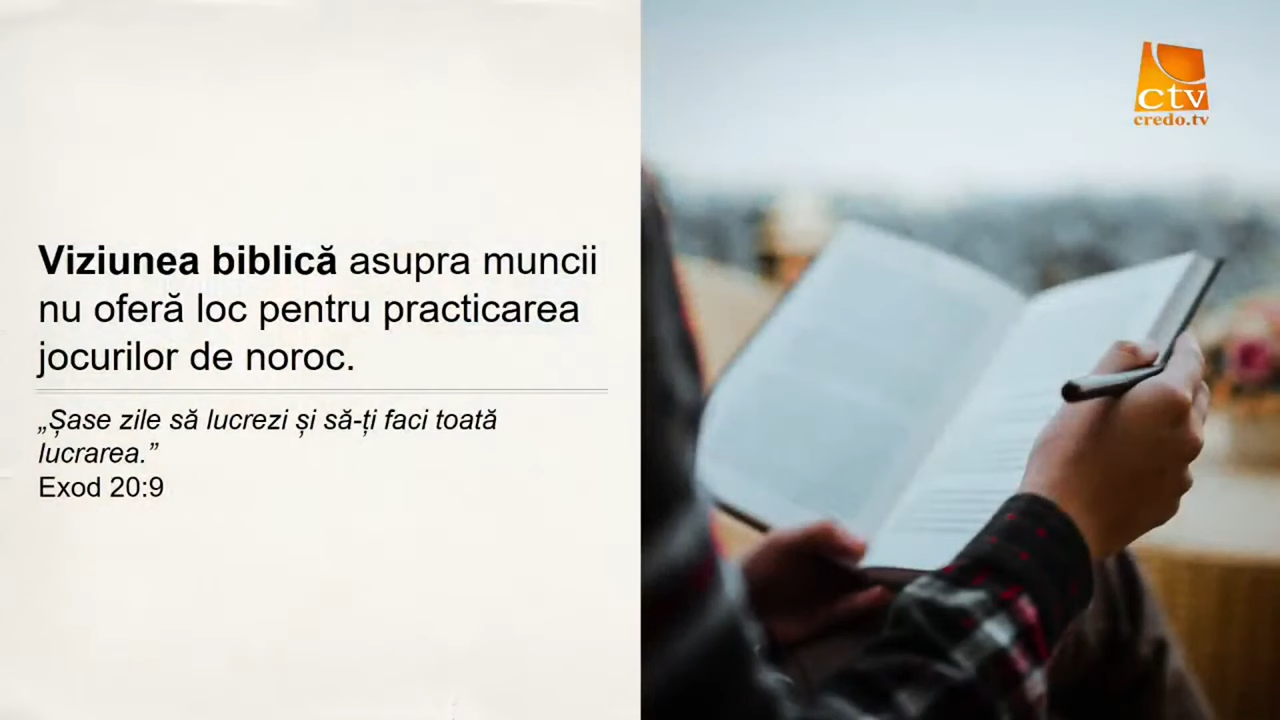 Viziunea biblică asupra muncii
nu oferă loc pentru practicarea
jocurilor de noroc.
„Șase zile să lucrezi și să-ți faci toată
lucrarea.”
Exod 20:9
ctv
credo.tv